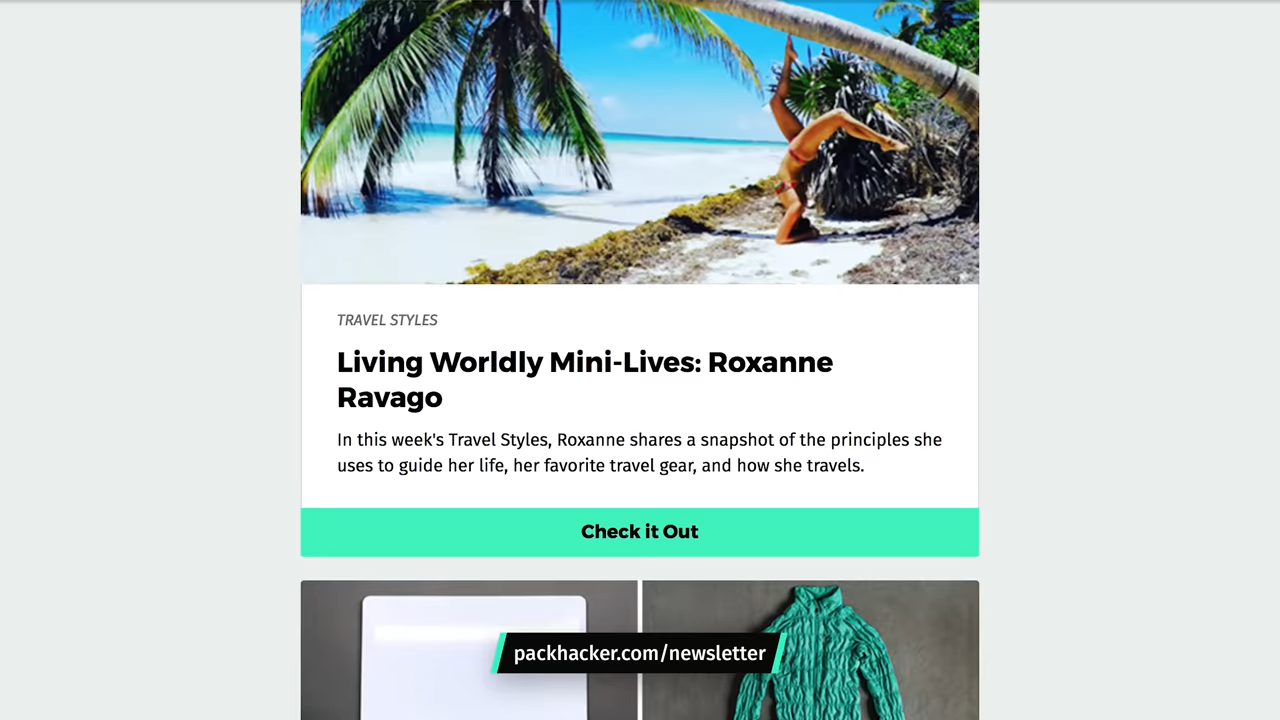 TRAVEL STYLES
Living Worldly Mini-Lives: Roxanne
Ravago
In this week's Travel Styles, Roxanne shares a snapshot of the principles she
uses to guide her life, her favorite travel gear, and how she travels.
Check it Out
packhacker.com/newsletter